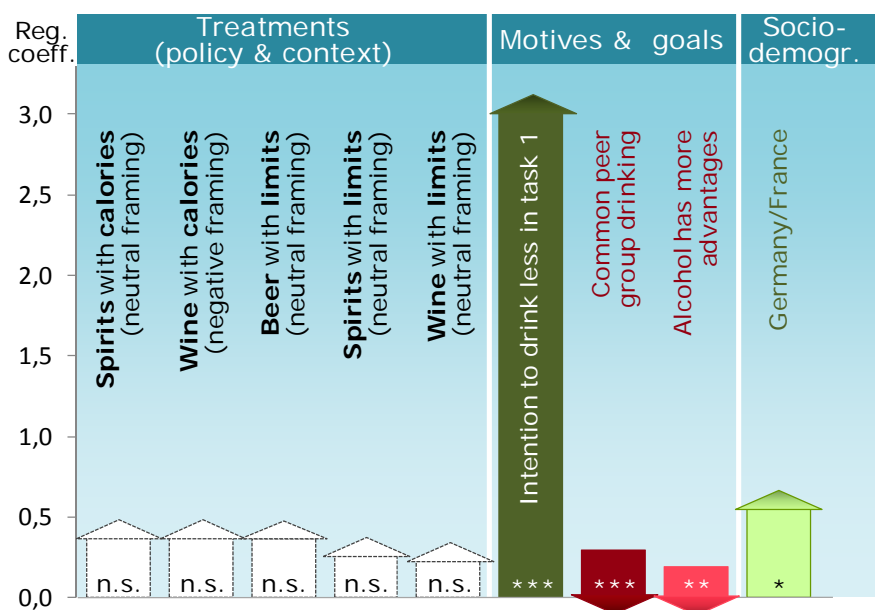 Reg.
coeff.
Treatments
(policy & context)
Motives & goals
Socio-
demogr.
3,0
2,5
2,0
1,5
1,0
0,5
0,0
Spirits with calories
(neutral framing)
Wine with calories
(negative framing)
Beer with limits
(neutral framing)
Spirits with limits
(neutral framing)
Wine with limits
(neutral framing)
Intention to drink less in task 1
Common peer
group drinking
Alcohol has more
advantages
Germany/France
n.s.
n.s.
n.s.
n.s.
n.s.
***
***
**
*